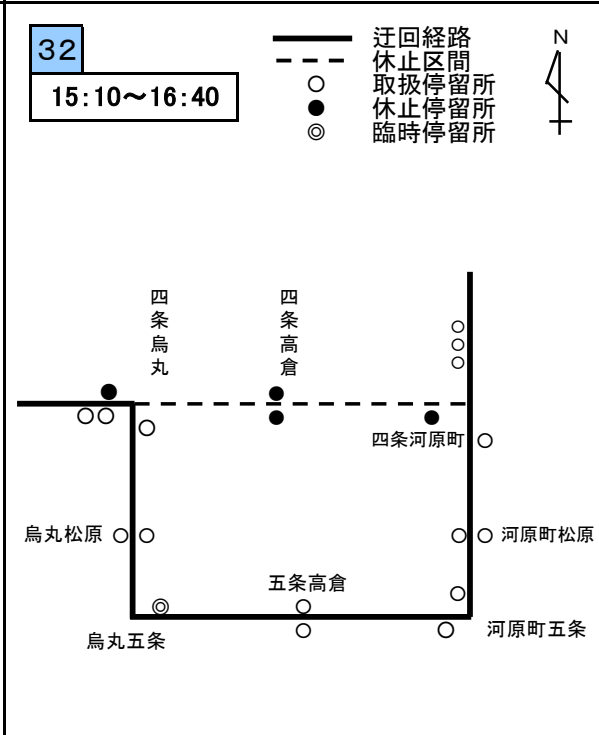 32
15:10～16:40
迂回経路
休止区間
取扱停留所
休止停留所
臨時停留所
N
四条烏丸
四条高倉
四条河原町
烏丸松原
河原町松原
五条高倉
烏丸五条
河原町五条